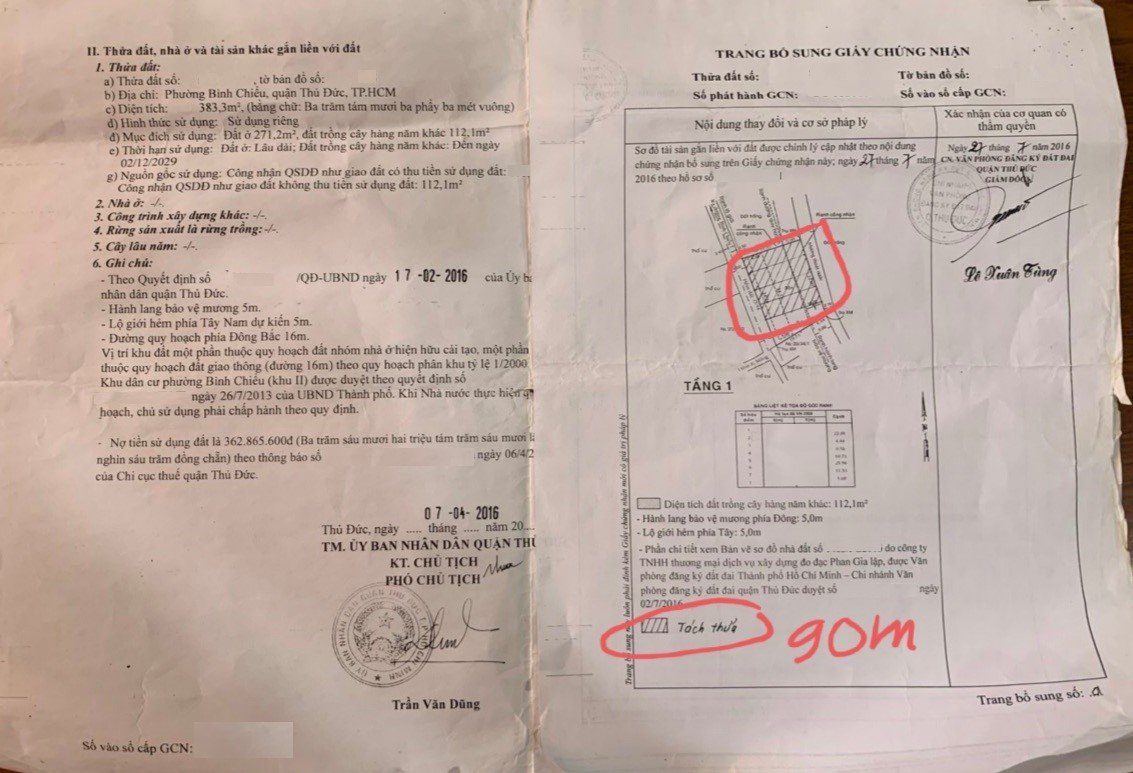 II. Thửa đất, nhà ở và tài sản khác gắn liền với đất
1. Thửa đất:
a) Thửa đất số: , tờ bản đồ số:
b) Địa chỉ: Phường Bình Chiểu, quận Thủ Đức, TP.HCM
c) Diện tích: 383,3m², (bằng chữ: Ba trăm tám mươi ba phẩy ba mét vuông)
d) Hình thức sử dụng: Sử dụng riêng
đ) Mục đích sử dụng: Đất ở 271,2m², đất trồng cây hàng năm khác 112,1m²
e) Thời hạn sử dụng: Đất ở: Lâu dài; Đất trồng cây hàng năm khác: Đến ngày
02/12/2029
g) Nguồn gốc sử dụng: Công nhận QSDĐ như giao đất có thu tiền sử dụng đất:
Công nhận QSDĐ như giao đất không thu tiền sử dụng đất: 112,1m²
2. Nhà ở: -/-.
3. Công trình xây dựng khác: -/-.
4. Rừng sản xuất là rừng trồng:-/-.
5. Cây lâu năm: -/-.
6. Ghi chú:
- Theo Quyết định số /QĐ-UBND ngày 17-02-2016 của Ủy
nhân dân quận Thủ Đức.
- Hành lang bảo vệ mương 5m.
- Lộ giới hẻm phía Tây Nam dự kiến 5m.
- Đường quy hoạch phía Đông Bắc 16m.
Vị trí khu đất một phần thuộc quy hoạch đất nhóm nhà ở hiện hữu cải tạo, một phần
thuộc quy hoạch đất giao thông (đường 16m) theo quy hoạch phân khu tỷ lệ 1/2000
Khu dân cư phường Bình Chiểu (khu II) được duyệt theo quyết định số
ngày 26/7/2013 của UBND Thành phố. Khi Nhà nước thực hiện
hoạch, chủ sử dụng phải chấp hành theo quy định.
- Nợ tiền sử dụng đất là 362.865.600đ (Ba trăm sáu mươi hai triệu tám trăm sáu mươi
nghìn sáu trăm đồng chẵn) theo thông báo số ngày 06/4/2
của Chi cục thuế quận Thủ Đức.
07-04-2016
Thủ Đức, ngày ..... tháng ..... năm 20....
TM. ỦY BAN NHÂN DÂN QUẬN
KT. CHỦ TỊCH
PHÓ CHỦ TỊCH
Trần Văn Dũng
Số vào sổ cấp GCN:
TRANG BỔ SUNG GIẤY CHỨNG NHẬN
Thửa đất số: Tờ bản đồ số:
Số phát hành GCN: Số vào sổ cấp GCN:
Nội dung thay đổi và cơ sở pháp lý
Xác nhận của cơ quan có
thẩm quyền
Sơ đồ tài sản gắn liền với đất được chỉnh lý cập nhật theo nội dung
chứng nhận bổ sung trên Giấy chứng nhận này; ngày 27 tháng 7 năm
2016 theo hồ sơ số
Ngày 27 tháng 7 năm 2016
CN. VĂN PHÒNG ĐĂNG KÝ ĐẤT ĐAI
QUẬN THỦ ĐỨC
GIÁM ĐỐC
Lê Xuân Tùng
TẦNG 1
BẢNG LIỆT KÊ TỌA ĐỘ GÓC RANH
Diện tích đất trồng cây hàng năm khác: 112,1m²
- Hành lang bảo vệ mương phía Đông: 5,0m
- Lộ giới hẻm phía Tây: 5,0m
- Phần chi tiết xem Bản vẽ sơ đồ nhà đất số do công ty
TNHH thương mại dịch vụ xây dựng đo đạc Phan Gia lập, được Văn
phòng đăng ký đất đai Thành phố Hồ Chí Minh – Chi nhánh Văn
phòng đăng ký đất đai quận Thủ Đức duyệt số ngày
02/7/2016
Tách thửa
90m
Trang bổ sung này luôn phải đính kèm Giấy chứng nhận mới có giá trị pháp lý
Trang bổ sung số: